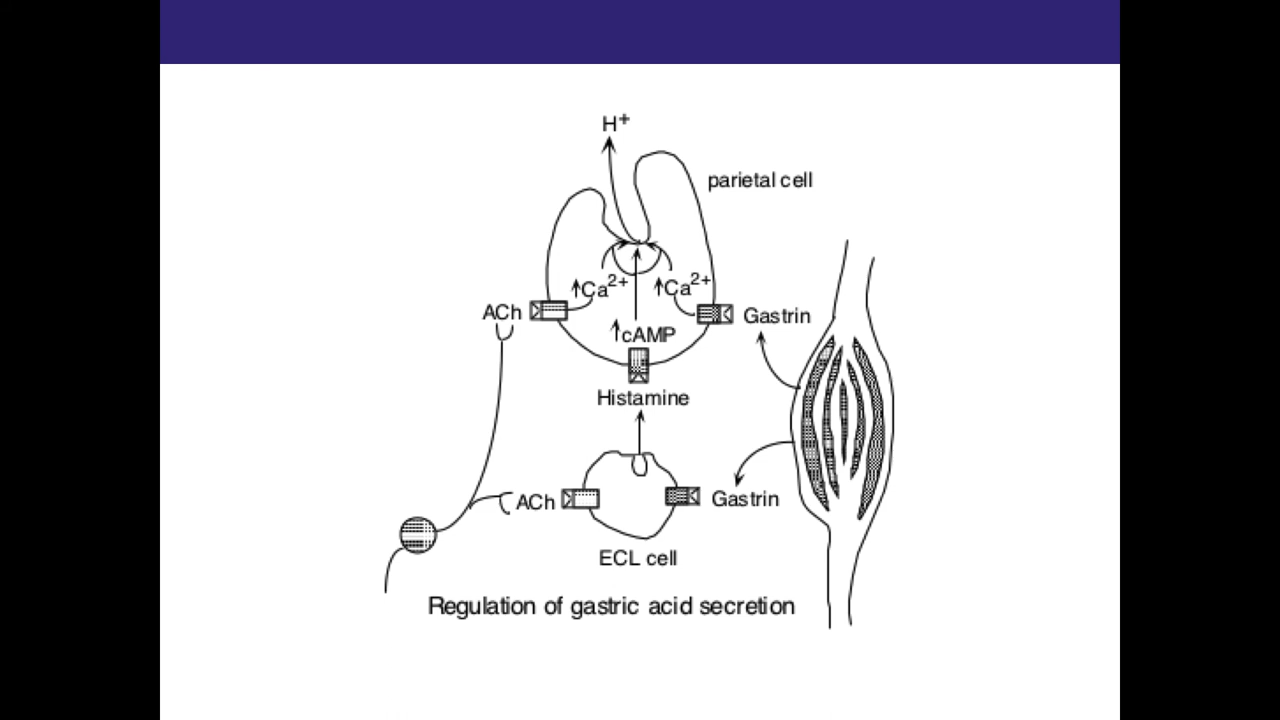 H+
parietal cell
↑Ca2+
↑Ca2+
ACh
Gastrin
↑cAMP
Histamine
ACh
Gastrin
ECL cell
Regulation of gastric acid secretion